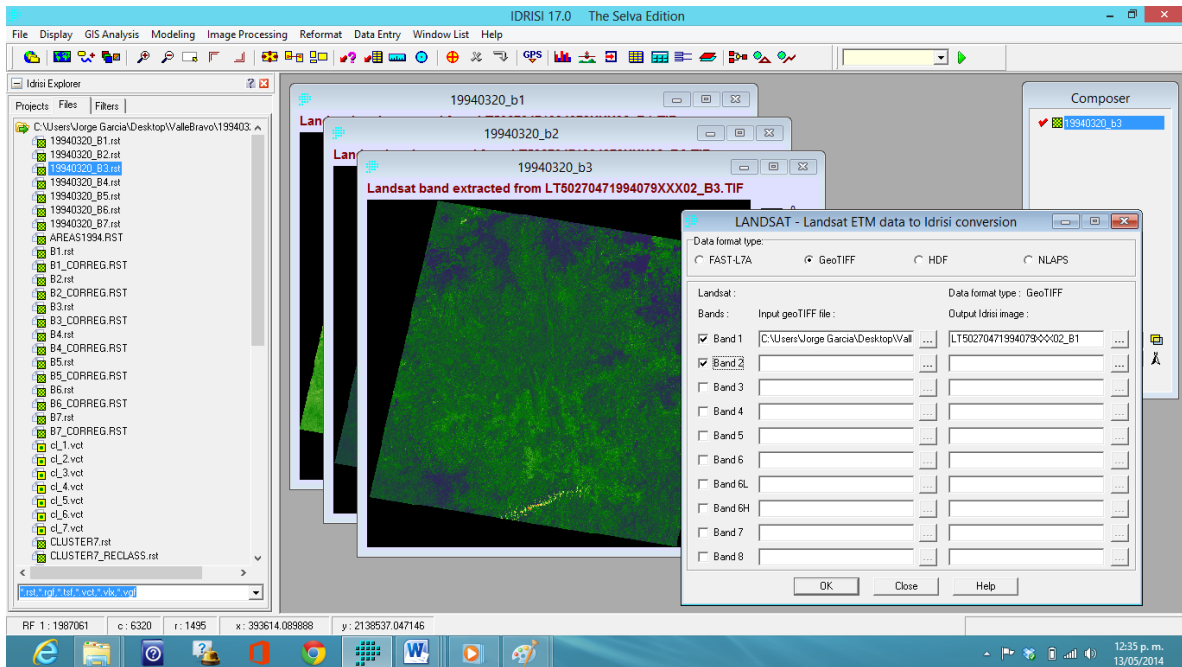 IDRISI 17.0 The Selva Edition
File Display GIS Analysis Modeling Image Processing Reformat Data Entry Window List Help
GPS
Idrisi Explorer
Projects Files Filters
C:\Users\Jorge Garcia\Desktop\ValleBravo\199403
19940320_B1.rst
19940320_B2.rst
19940320_B3.rst
19940320_B4.rst
19940320_B5.rst
19940320_B6.rst
19940320_B7.rst
AREAS1994.RST
B1.rst
B1_CORREG.RST
B2.rst
B2_CORREG.RST
B3.rst
B3_CORREG.RST
B4.rst
B4_CORREG.RST
B5.rst
B5_CORREG.RST
B6.rst
B6_CORREG.RST
B7.rst
B7_CORREG.RST
cl_1.vct
cl_2.vct
cl_3.vct
cl_4.vct
cl_5.vct
cl_6.vct
cl_7.vct
CLUSTER7.rst
CLUSTER7_RECLASS.rst
*.rst,*.rgf,*.tsf,*.vct,*.vlx,*.vgf
19940320_b1
Lan
19940320_b2
Lan
19940320_b3
Landsat band extracted from LT50270471994079XXX02_B3.TIF
Composer
19940320_b3
LANDSAT - Landsat ETM data to Idrisi conversion
Data format type:
FAST-L7A GeoTIFF HDF NLAPS
Landsat : Data format type : GeoTIFF
Bands : Input geoTIFF file : Output Idrisi image :
Band 1 C:\Users\Jorge Garcia\Desktop\Vall ... LT50270471994079XXX02_B1 ...
Band 2 ... ...
Band 3 ... ...
Band 4 ... ...
Band 5 ... ...
Band 6 ... ...
Band 6L ... ...
Band 6H ... ...
Band 7 ... ...
Band 8 ... ...
OK Close Help
RF 1 : 1987061 c : 6320 r : 1495 x : 393614.089888 y : 2138537.047146
12:35 p. m.
13/05/2014